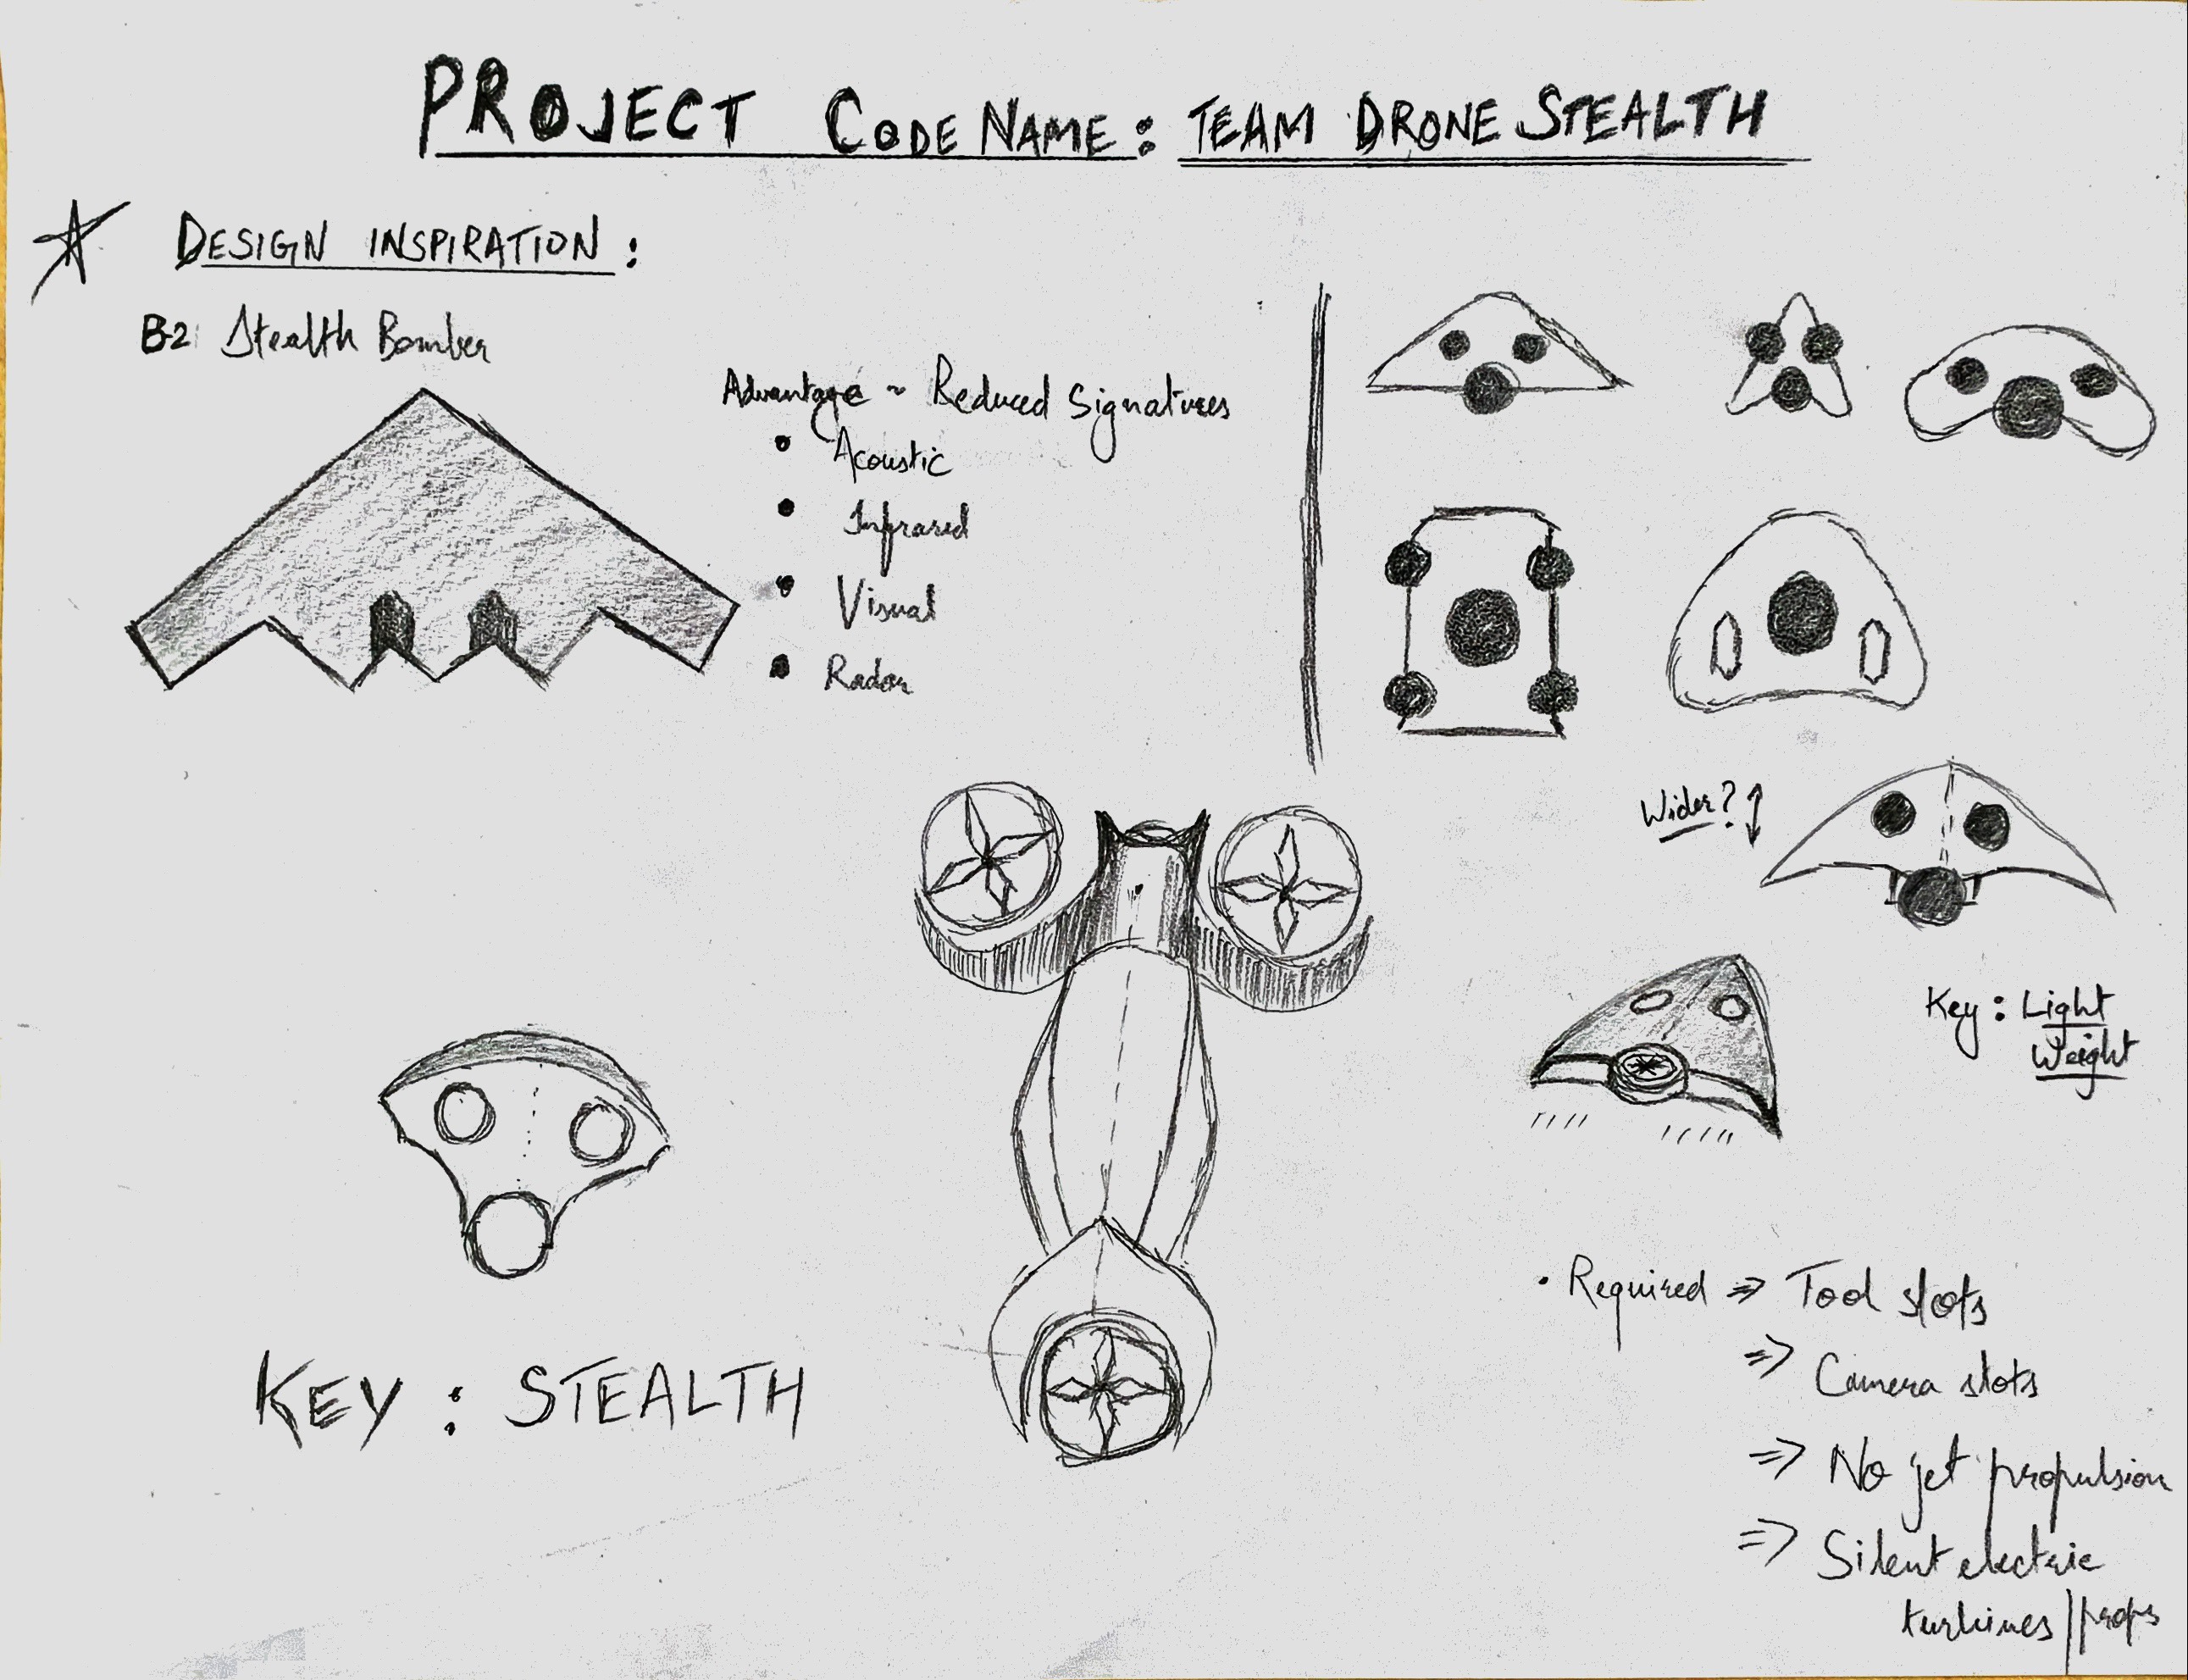 PROJECT CODE NAME: TEAM DRONE STEALTH
DESIGN INSPIRATION:
B2 Stealth Bomber
Advantage ~ Reduced Signatures
• Acoustic
• Infrared
• Visual
• Radar
Wider?
Key: Light
Weight
KEY: STEALTH
• Required ⇒ Tool slots
⇒ Camera slots
⇒ No jet propulsion
⇒ Silent electric
turbines/props